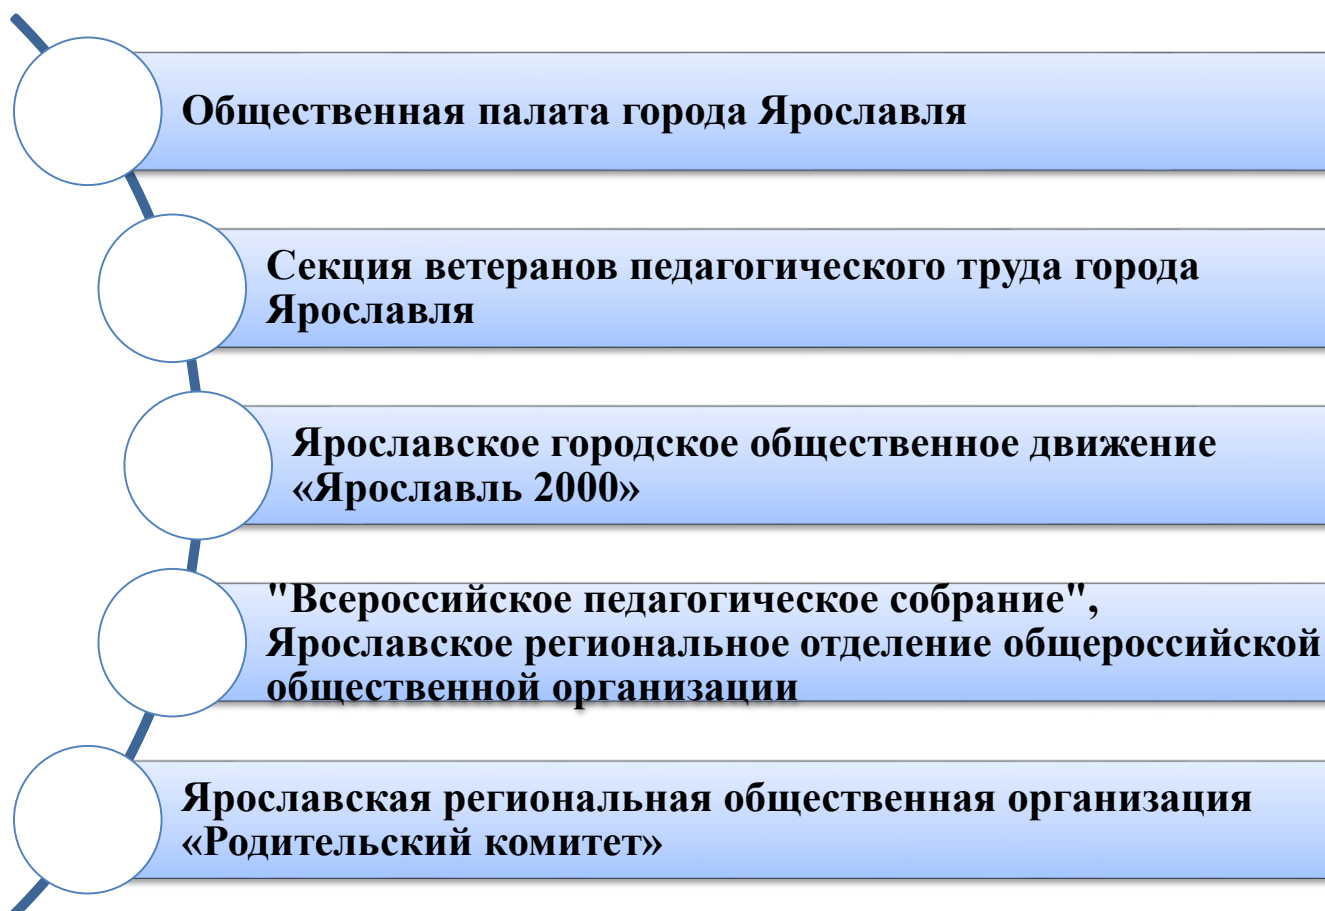 Общественная палата города Ярославля
Секция ветеранов педагогического труда города
Ярославля
Ярославское городское общественное движение
«Ярославль 2000»
"Всероссийское педагогическое собрание",
Ярославское региональное отделение общероссийской
общественной организации
Ярославская региональная общественная организация
«Родительский комитет»